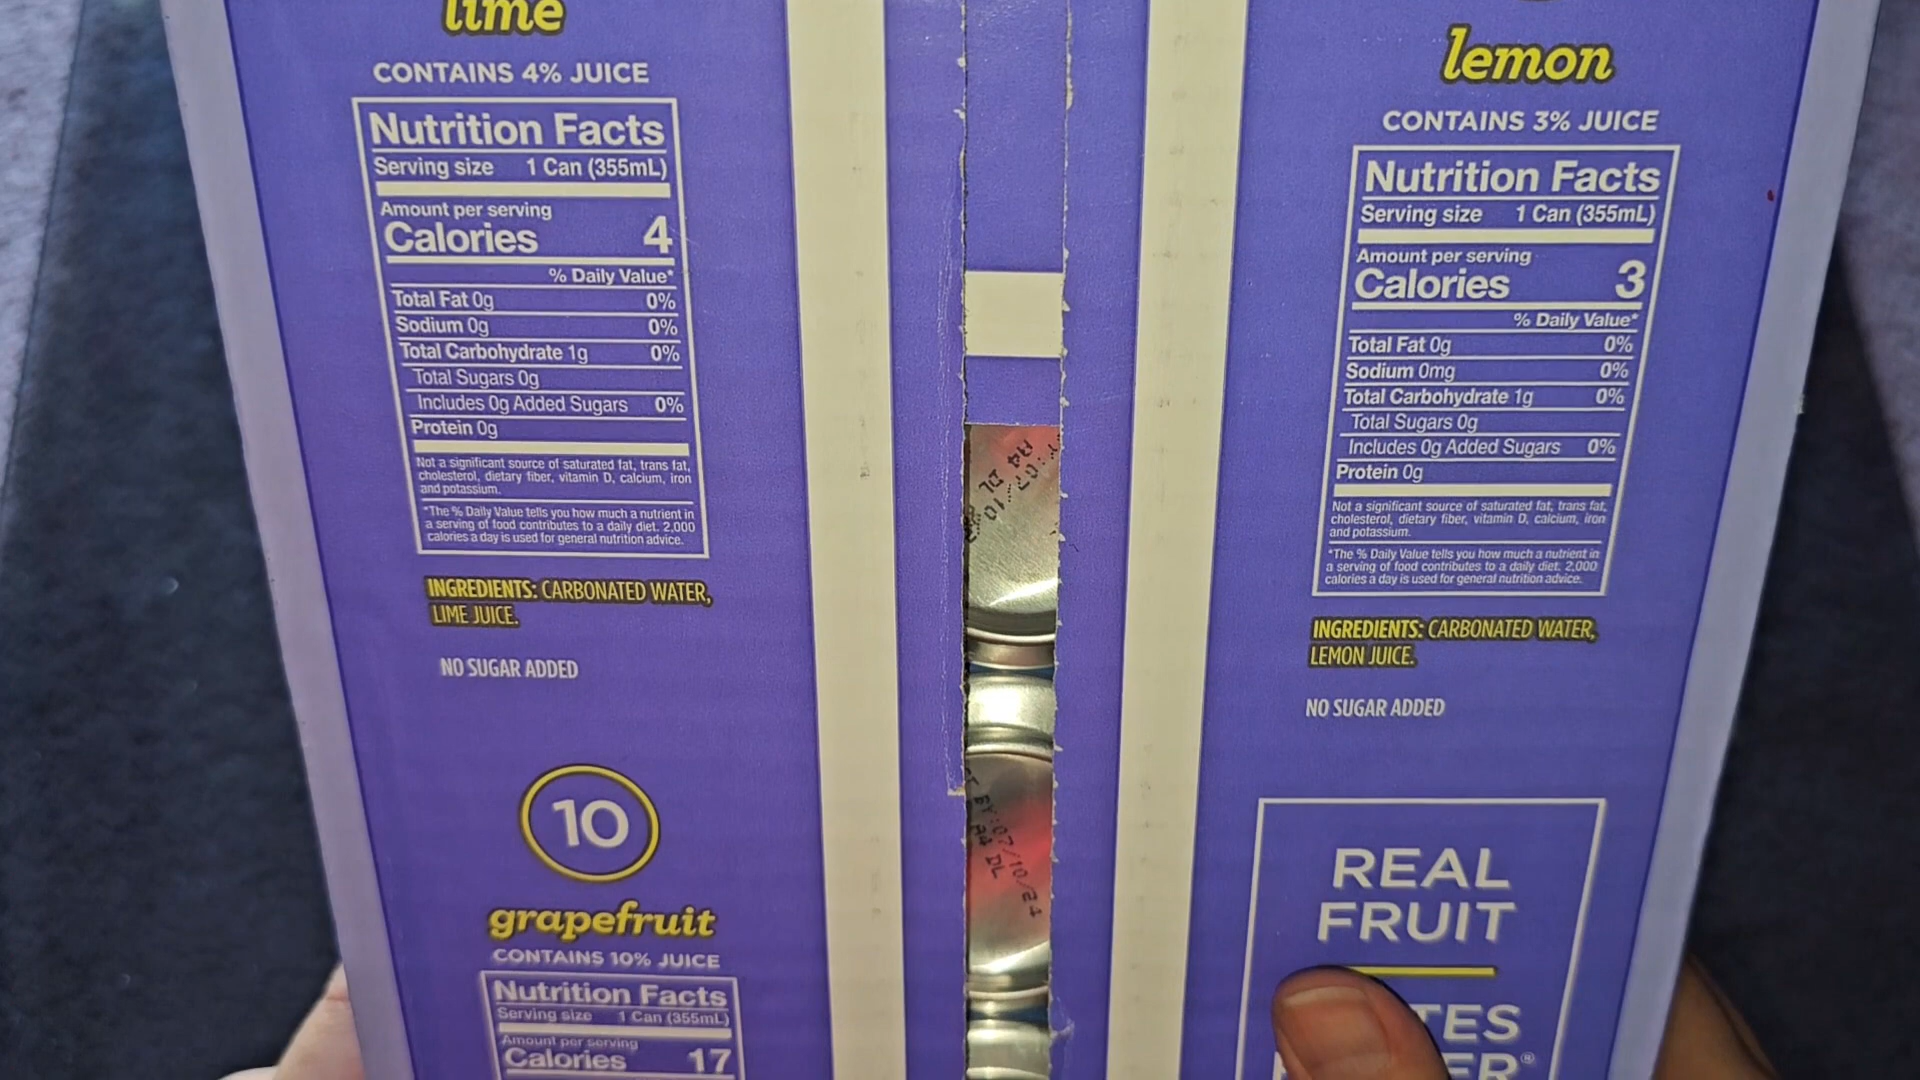 lime
CONTAINS 4% JUICE
Nutrition Facts
Serving size 1 Can (355mL)
Amount per serving
Calories 4
% Daily Value*
Total Fat 0g 0%
Sodium 0g 0%
Total Carbohydrate 1g 0%
Total Sugars 0g
Includes 0g Added Sugars 0%
Protein 0g
Not a significant source of saturated fat, trans fat,
cholesterol, dietary fiber, vitamin D, calcium, iron
and potassium.
*The % Daily Value tells you how much a nutrient in
a serving of food contributes to a daily diet. 2,000
calories a day is used for general nutrition advice.
INGREDIENTS: CARBONATED WATER,
LIME JUICE.
NO SUGAR ADDED
10
grapefruit
CONTAINS 10% JUICE
Nutrition Facts
Serving size 1 Can (355mL)
Amount per serving
Calories 17
07/10
A4 DL
BY:07/10/24
A4 DL
lemon
CONTAINS 3% JUICE
Nutrition Facts
Serving size 1 Can (355mL)
Amount per serving
Calories 3
% Daily Value*
Total Fat 0g 0%
Sodium 0mg 0%
Total Carbohydrate 1g 0%
Total Sugars 0g
Includes 0g Added Sugars 0%
Protein 0g
Not a significant source of saturated fat, trans fat,
cholesterol, dietary fiber, vitamin D, calcium, iron
and potassium.
*The % Daily Value tells you how much a nutrient in
a serving of food contributes to a daily diet. 2,000
calories a day is used for general nutrition advice.
INGREDIENTS: CARBONATED WATER,
LEMON JUICE.
NO SUGAR ADDED
REAL
FRUIT